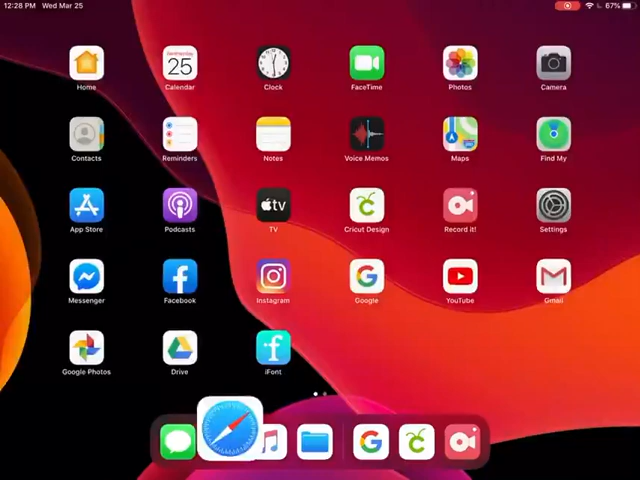 12:28 PM Wed Mar 25 67%
Wednesday
25
Home Calendar Clock FaceTime Photos Camera
Contacts Reminders Notes Voice Memos Maps Find My
tv
App Store Podcasts TV Cricut Design Record it! Settings
Messenger Facebook Instagram Google YouTube Gmail
Google Photos Drive iFont